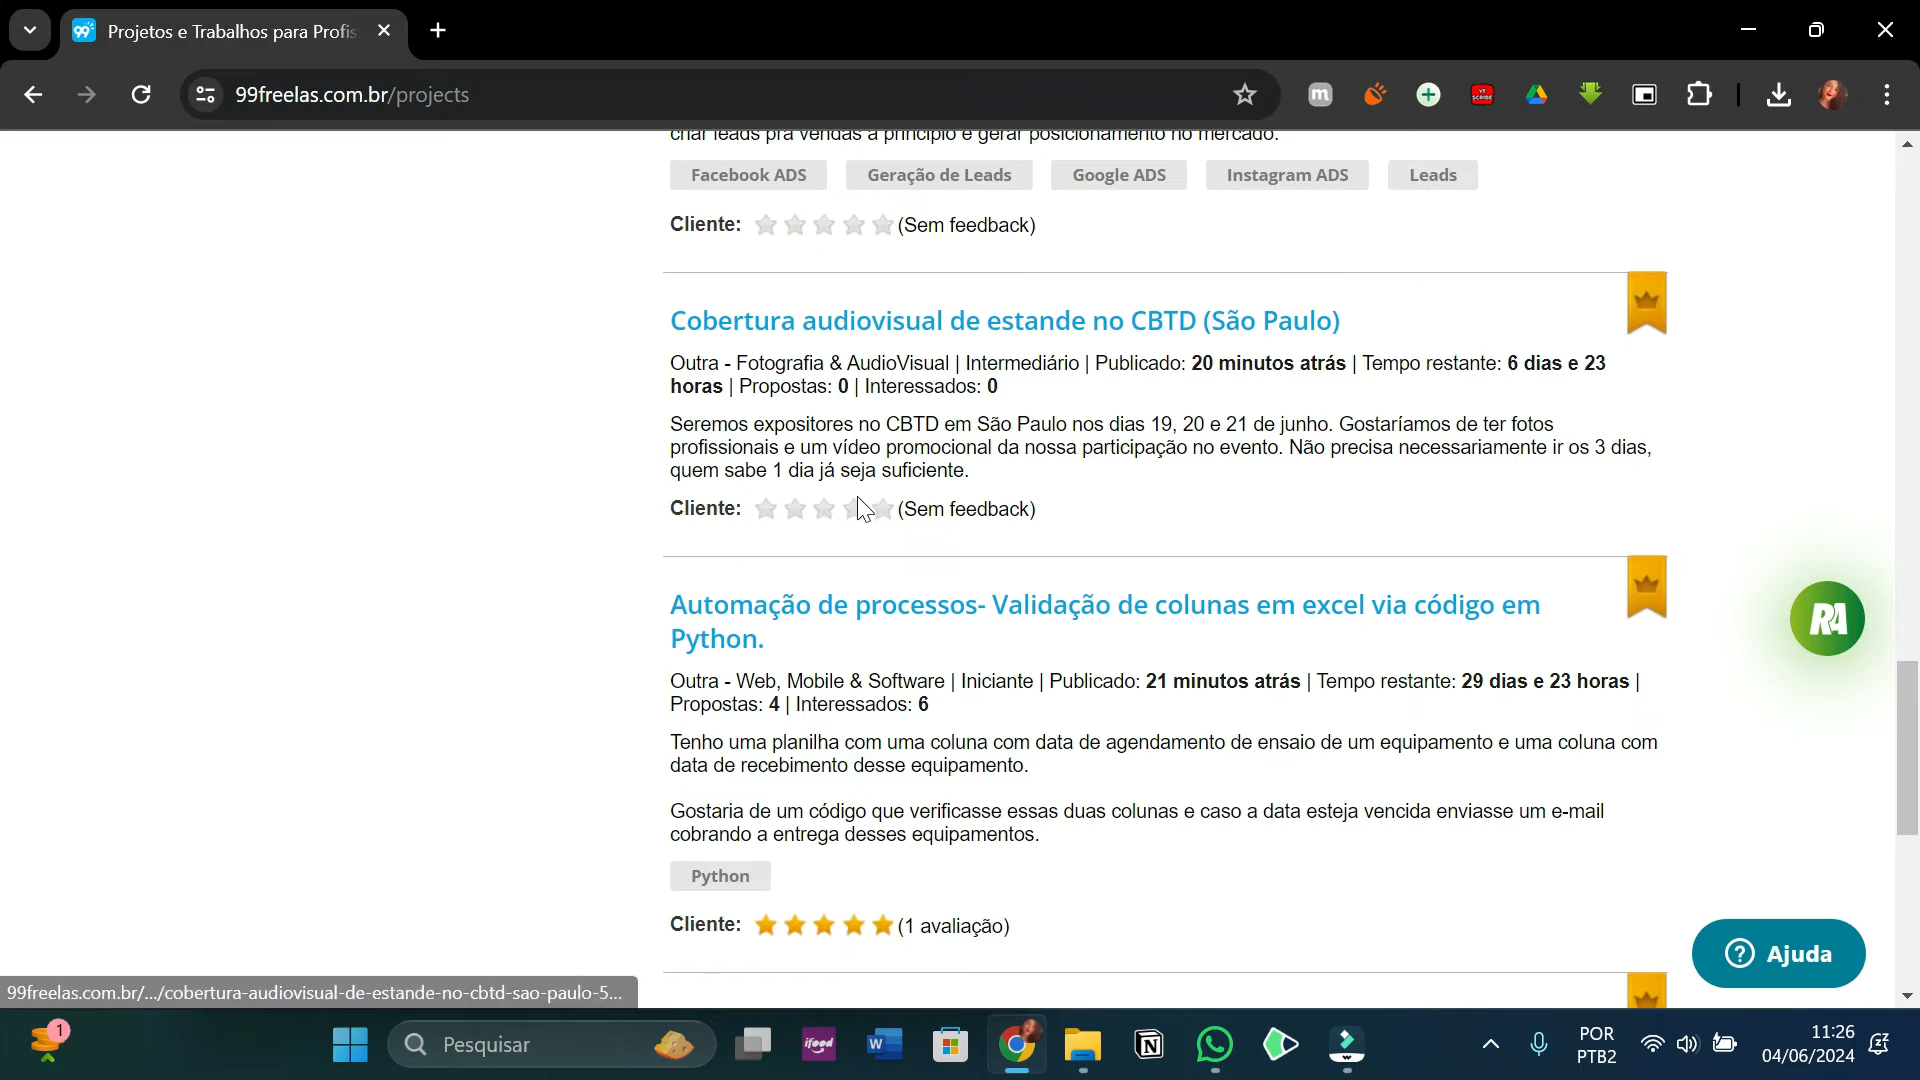 Projetos e Trabalhos para Profis
99freelas.com.br/projects
criar leads pra vendas a princípio e gerar posicionamento no mercado.
Facebook ADS Geração de Leads Google ADS Instagram ADS Leads
Cliente: (Sem feedback)
Cobertura audiovisual de estande no CBTD (São Paulo)
Outra - Fotografia & AudioVisual | Intermediário | Publicado: 20 minutos atrás | Tempo restante: 6 dias e 23
horas | Propostas: 0 | Interessados: 0
Seremos expositores no CBTD em São Paulo nos dias 19, 20 e 21 de junho. Gostaríamos de ter fotos
profissionais e um vídeo promocional da nossa participação no evento. Não precisa necessariamente ir os 3 dias,
quem sabe 1 dia já seja suficiente.
Cliente: (Sem feedback)
Automação de processos- Validação de colunas em excel via código em
Python.
Outra - Web, Mobile & Software | Iniciante | Publicado: 21 minutos atrás | Tempo restante: 29 dias e 23 horas |
Propostas: 4 | Interessados: 6
Tenho uma planilha com uma coluna com data de agendamento de ensaio de um equipamento e uma coluna com
data de recebimento desse equipamento.
Gostaria de um código que verificasse essas duas colunas e caso a data esteja vencida enviasse um e-mail
cobrando a entrega desses equipamentos.
Python
Cliente: (1 avaliação)
RA
Ajuda
99freelas.com.br/.../cobertura-audiovisual-de-estande-no-cbtd-sao-paulo-5...
1
Pesquisar
ifood
W
POR
PTB2
11:26
04/06/2024